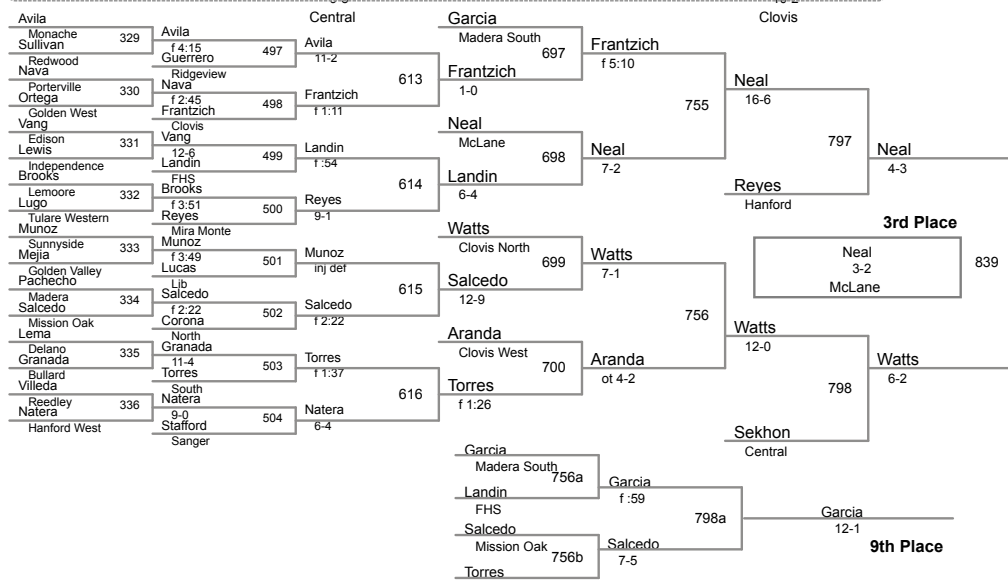 Central
Clovis
Avila
Monache
Sullivan
Redwood
Nava
Porterville
Ortega
Golden West
Vang
Edison
Lewis
Independence
Brooks
Lemoore
Lugo
Tulare Western
Munoz
Sunnyside
Mejia
Golden Valley
Pachecho
Madera
Salcedo
Mission Oak
Lema
Delano
Granada
Bullard
Villeda
Reedley
Natera
Hanford West
329
330
331
332
333
334
335
336
Avila
f 4:15
Guerrero
Ridgeview
Nava
f 2:45
Frantzich
Clovis
Vang
12-6
Landin
FHS
Brooks
f 3:51
Reyes
Mira Monte
Munoz
f 3:49
Lucas
Lib
Salcedo
f 2:22
Corona
North
Granada
11-4
Torres
South
Natera
9-0
Stafford
Sanger
497
498
499
500
501
502
503
504
Avila
11-2
Frantzich
f 1:11
Landin
f :54
Reyes
9-1
Munoz
inj def
Salcedo
f 2:22
Torres
f 1:37
Natera
6-4
613
614
615
616
Garcia
Madera South
697
Frantzich
1-0
Neal
McLane
698
Landin
6-4
Watts
Clovis North
699
Salcedo
12-9
Aranda
Clovis West
700
Torres
f 1:26
Frantzich
f 5:10
755
Neal
7-2
Watts
7-1
756
Aranda
ot 4-2
Neal
16-6
797
Reyes
Hanford
Watts
12-0
798
Sekhon
Central
Neal
4-3
3rd Place
Neal
3-2
McLane
839
Watts
6-2
Garcia
Madera South
756a
Landin
FHS
Salcedo
Mission Oak
756b
Torres
Garcia
f :59
798a
Salcedo
7-5
Garcia
12-1
9th Place